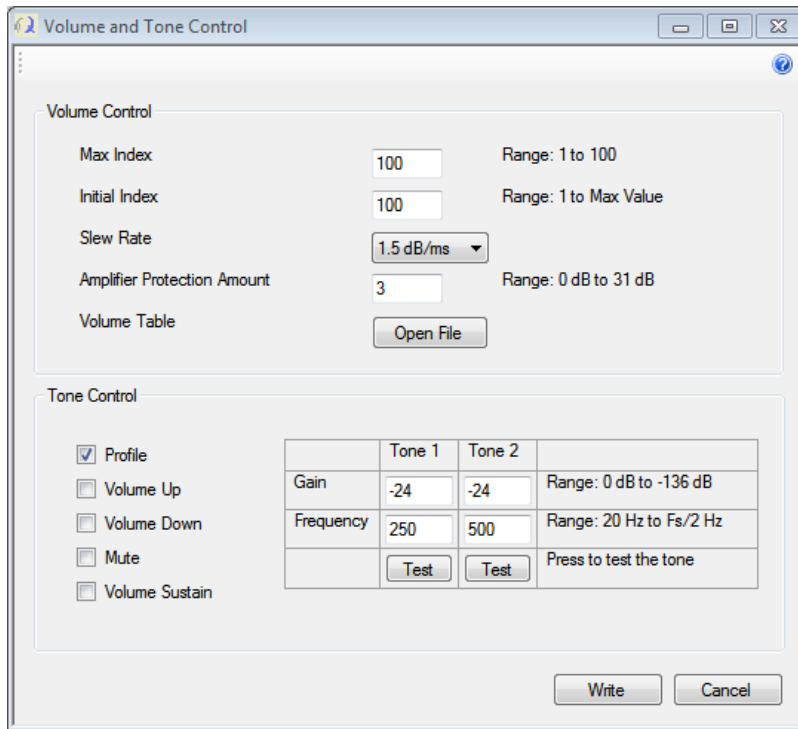 Volume and Tone Control
Volume Control
Max Index 100 Range: 1 to 100
Initial Index 100 Range: 1 to Max Value
Slew Rate 1.5 dB/ms
Amplifier Protection Amount 3 Range: 0 dB to 31 dB
Volume Table Open File
Tone Control
Profile
Volume Up
Volume Down
Mute
Volume Sustain
Tone 1 Tone 2
Gain -24 -24 Range: 0 dB to -136 dB
Frequency 250 500 Range: 20 Hz to Fs/2 Hz
Test Test Press to test the tone
Write Cancel